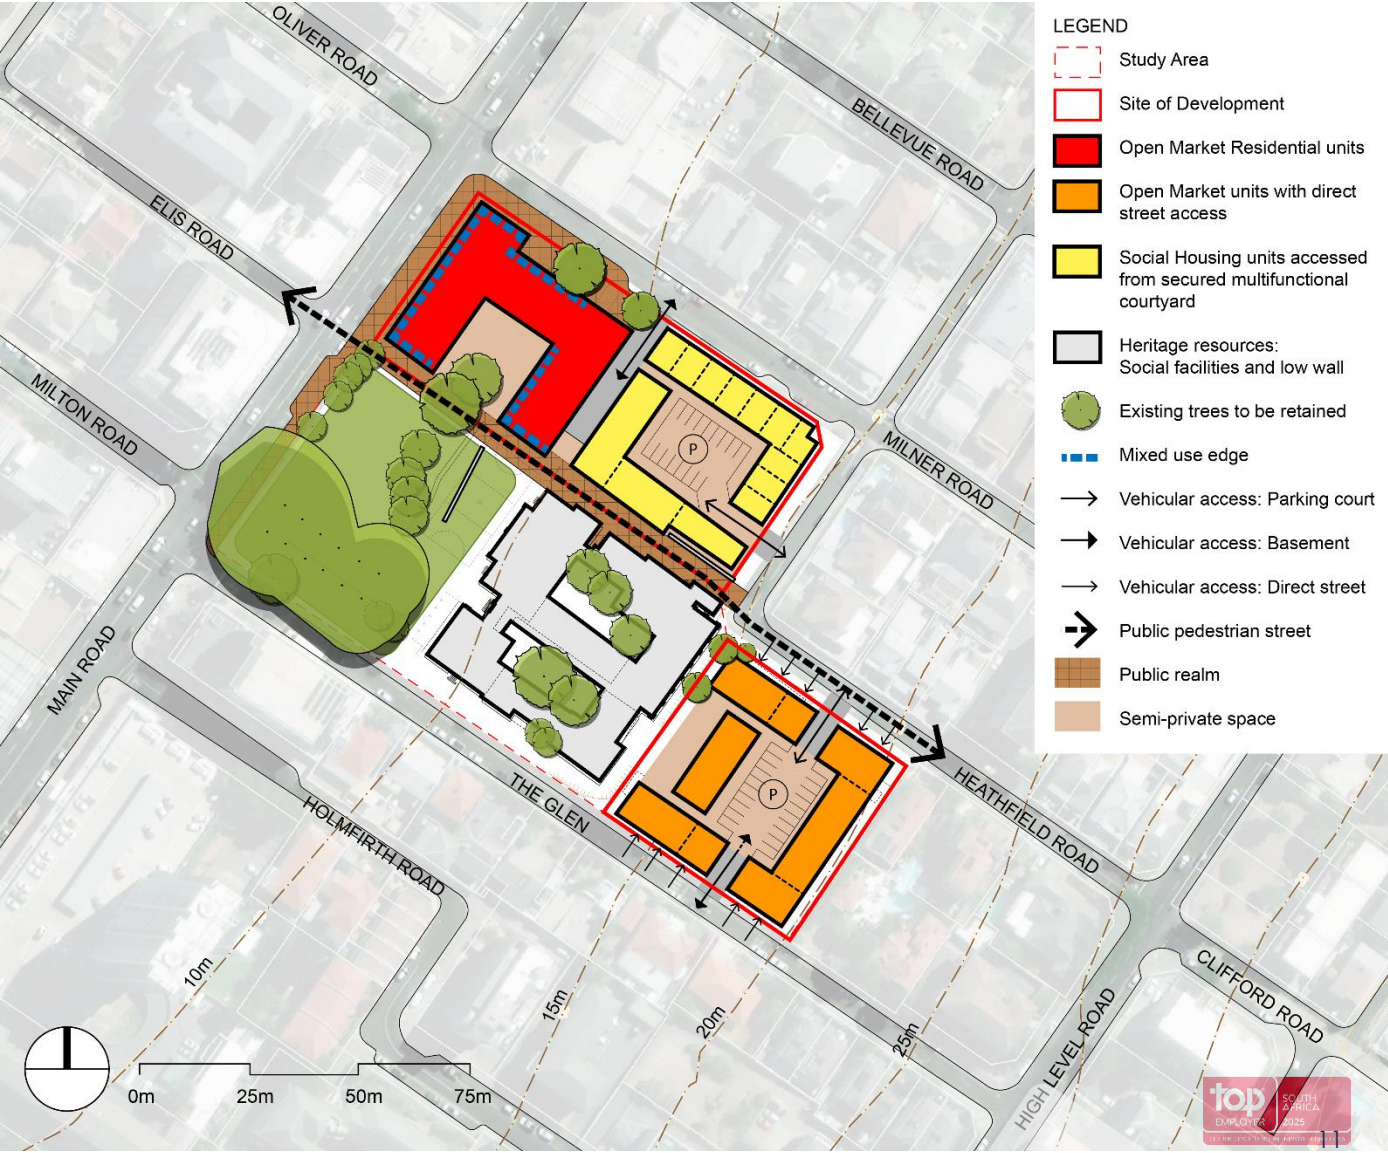 OLIVER ROAD
BELLEVUE ROAD
ELIS ROAD
MILTON ROAD
MILNER ROAD
MAIN ROAD
THE GLEN
HOLMFIRTH ROAD
HEATHFIELD ROAD
CLIFFORD ROAD
HIGH LEVEL ROAD
P
P
10m
15m
20m
25m
0m 25m 50m 75m
LEGEND
Study Area
Site of Development
Open Market Residential units
Open Market units with direct
street access
Social Housing units accessed
from secured multifunctional
courtyard
Heritage resources:
Social facilities and low wall
Existing trees to be retained
Mixed use edge
Vehicular access: Parking court
Vehicular access: Basement
Vehicular access: Direct street
Public pedestrian street
Public realm
Semi-private space
top
EMPLOYER
SOUTH
AFRICA
2025
11